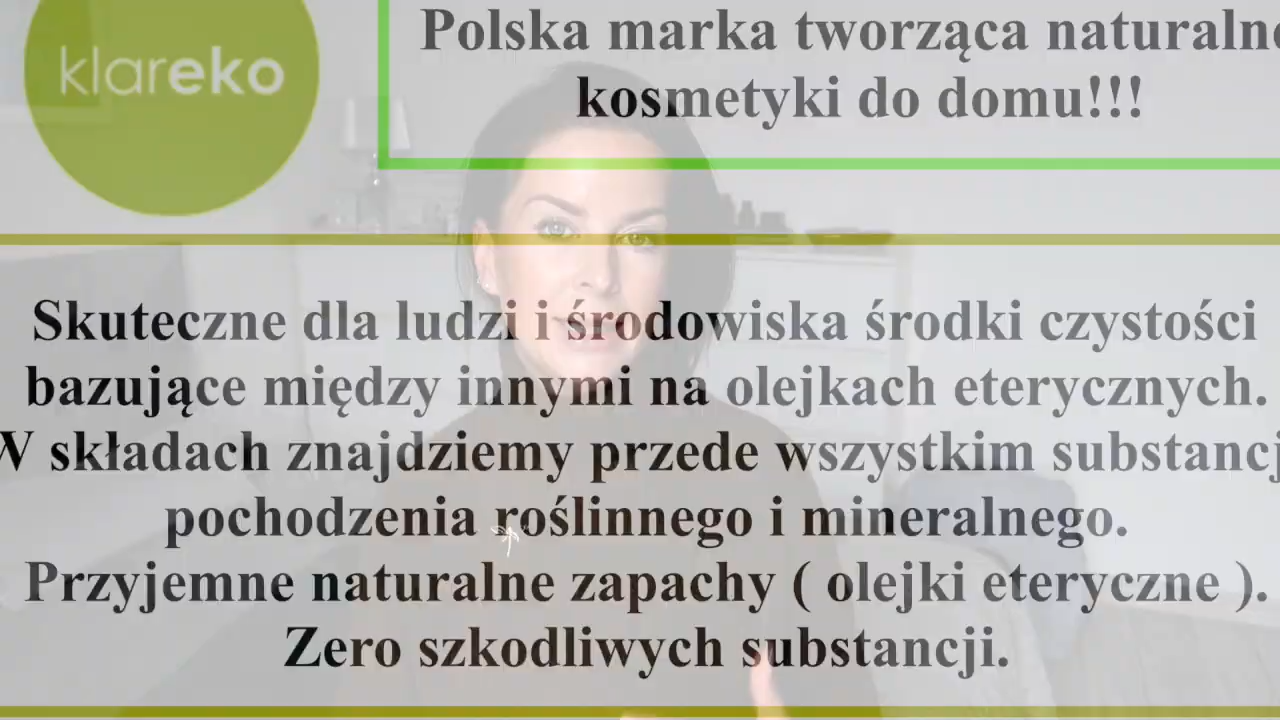 klareko
Polska marka tworząca naturalne
kosmetyki do domu!!!
Skuteczne dla ludzi i środowiska środki czystości
bazujące między innymi na olejkach eterycznych.
W składach znajdziemy przede wszystkim substancj
pochodzenia roślinnego i mineralnego.
Przyjemne naturalne zapachy ( olejki eteryczne ).
Zero szkodliwych substancji.